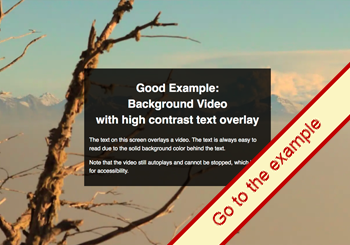 Good Example:
Background Video
with high contrast text overlay
The text on this screen overlays a video. The text is always easy to
read due to the solid background color behind the text.
Note that the video still autoplays and cannot be stopped, which
for accessibility.
Go to the example